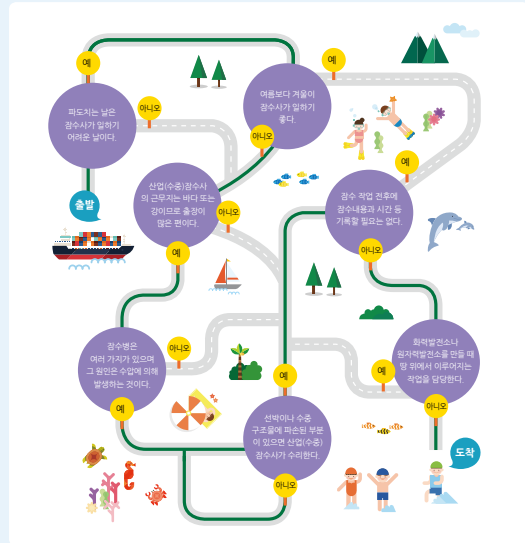 예
예
아니오
파도치는 날은
잠수사가 일하기
어려운 날이다.
출발
여름보다 겨울이
잠수사가 일하기
좋다.
아니오
산업(수중)잠수사
의 근무지는 바다 또는
강이므로 출장이
많은 편이다.
아니오
예
예
잠수 작업 전후에
잠수내용과 시간 등
기록할 필요는 없다.
아니오
잠수병은
여러 가지가 있으며
그 원인은 수압에 의해
발생하는 것이다.
아니오
예
화력발전소나
원자력발전소를 만들 때
땅 위에서 이루어지는
작업을 담당한다.
예
아니오
예
선박이나 수중
구조물에 파손된 부분
이 있으면 산업(수중)
잠수사가 수리한다.
아니오
도착